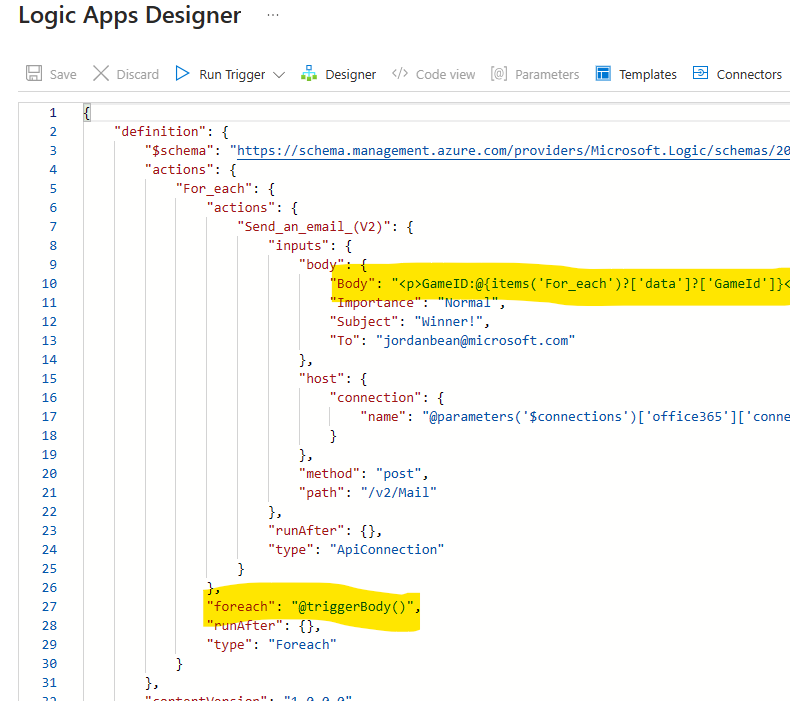 Logic Apps Designer ...
Save Discard Run Trigger Designer </> Code view [@] Parameters Templates Connectors
1 {
2 "definition": {
3 "$schema": "https://schema.management.azure.com/providers/Microsoft.Logic/schemas/20
4 "actions": {
5 "For_each": {
6 "actions": {
7 "Send_an_email_(V2)": {
8 "inputs": {
9 "body": {
10 "Body": "<p>GameID:@{items('For_each')?['data']?['GameId']}<
11 "Importance": "Normal",
12 "Subject": "Winner!",
13 "To": "jordanbean@microsoft.com"
14 },
15 "host": {
16 "connection": {
17 "name": "@parameters('$connections')['office365']['conne
18 }
19 },
20 "method": "post",
21 "path": "/v2/Mail"
22 },
23 "runAfter": {},
24 "type": "ApiConnection"
25 }
26 },
27 "foreach": "@triggerBody()",
28 "runAfter": {},
29 "type": "Foreach"
30 }
31 },
32 "contentVersion": "1.0.0.0"